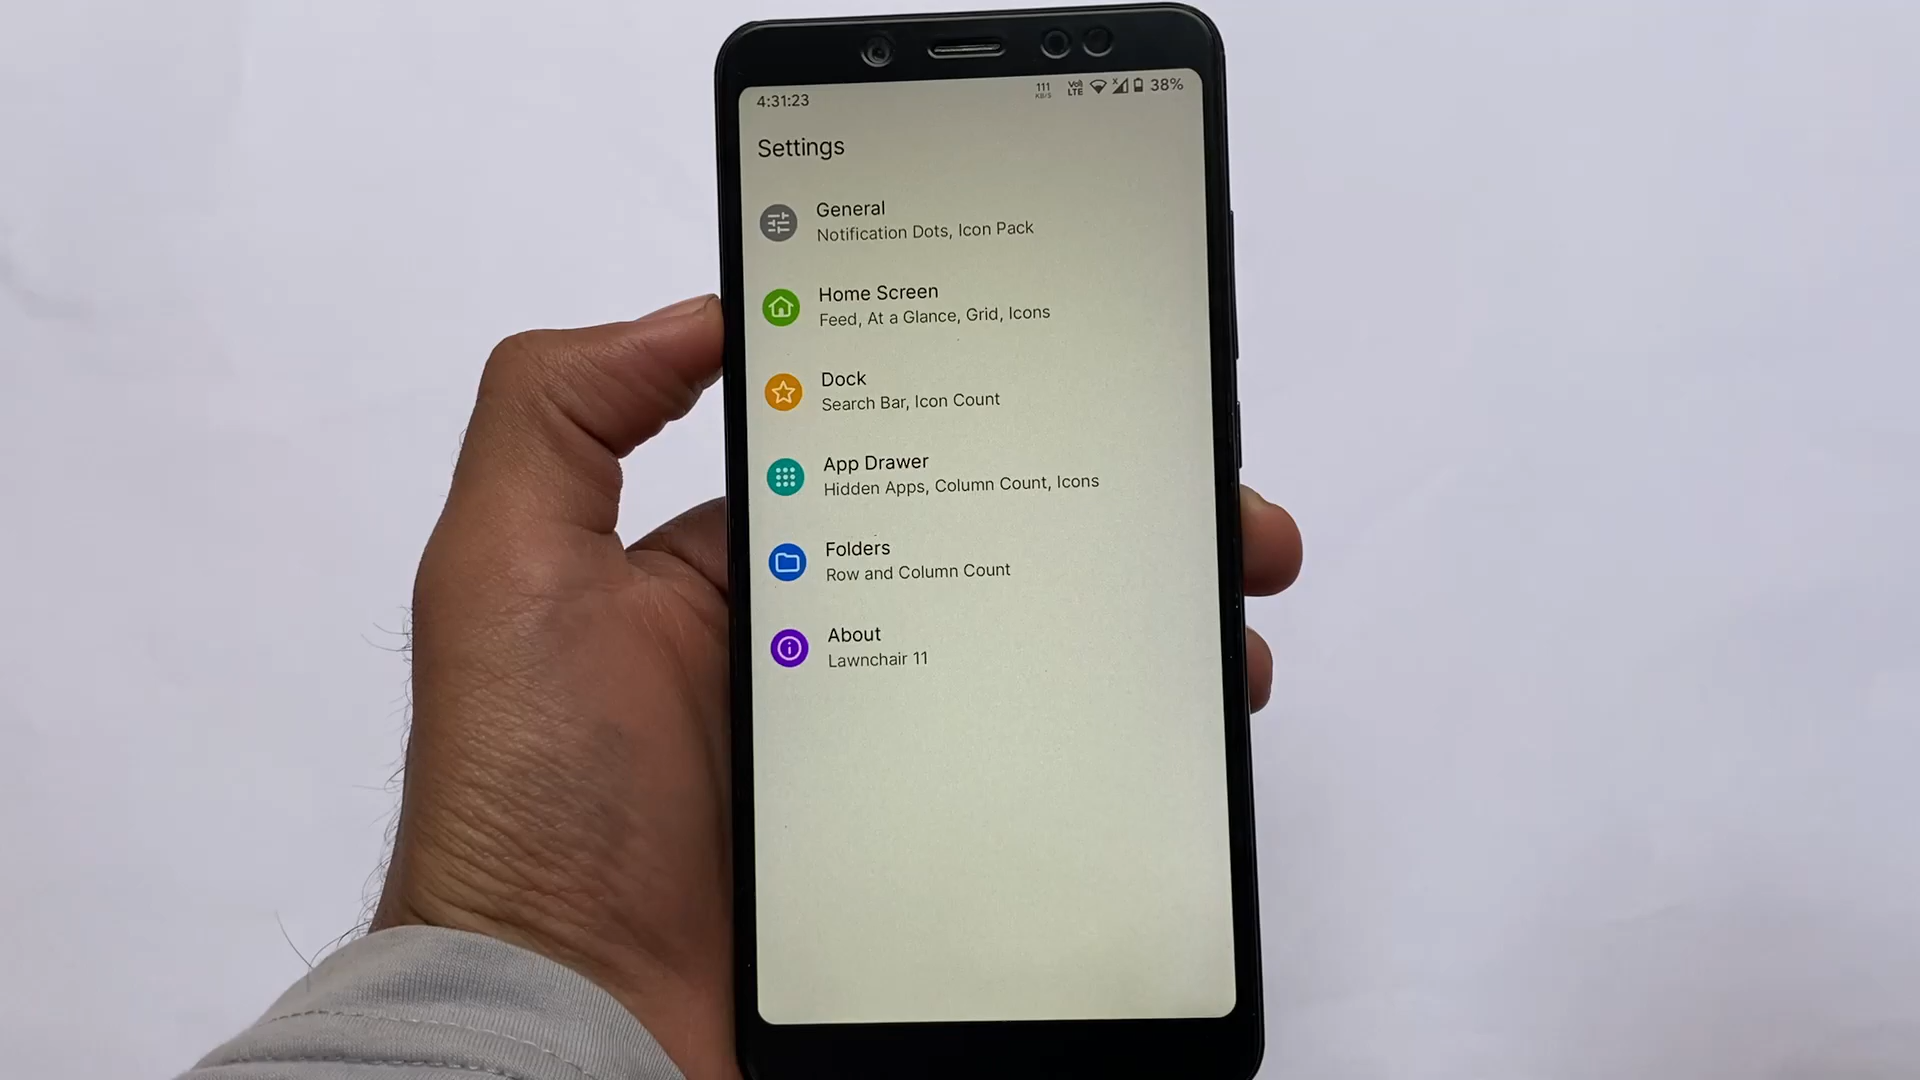 4:31:23
111 KB/S Vo) LTE x 38%
Settings
General
Notification Dots, Icon Pack
Home Screen
Feed, At a Glance, Grid, Icons
Dock
Search Bar, Icon Count
App Drawer
Hidden Apps, Column Count, Icons
Folders
Row and Column Count
About
Lawnchair 11